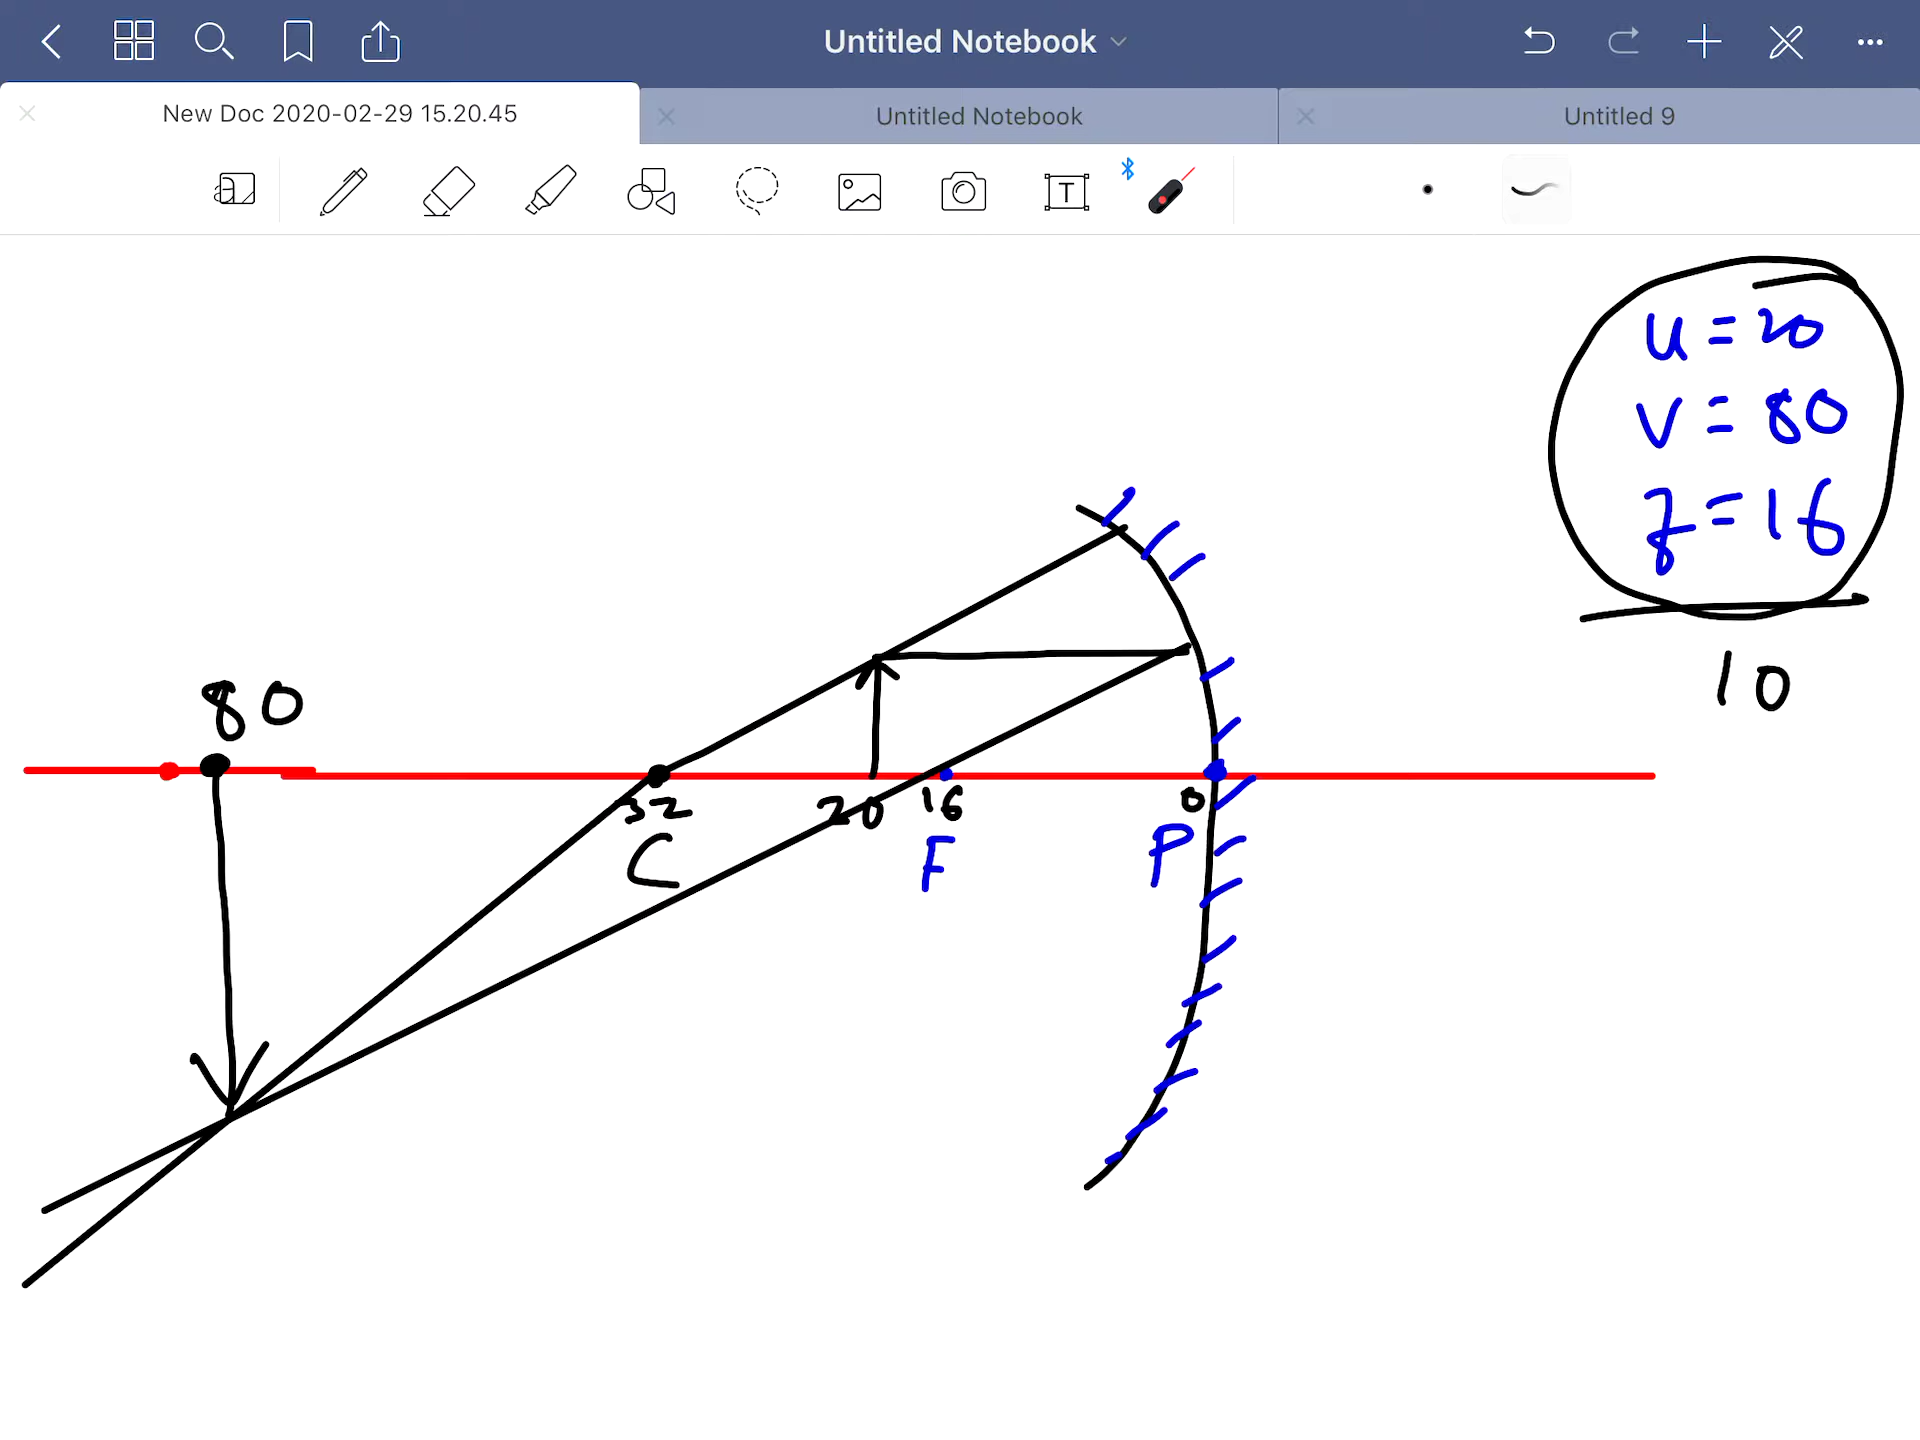 Untitled Notebook
New Doc 2020-02-29 15.20.45
Untitled Notebook
Untitled 9
u = 20
v = 80
f = 16
10
80
32
20
16
0
C
F
P